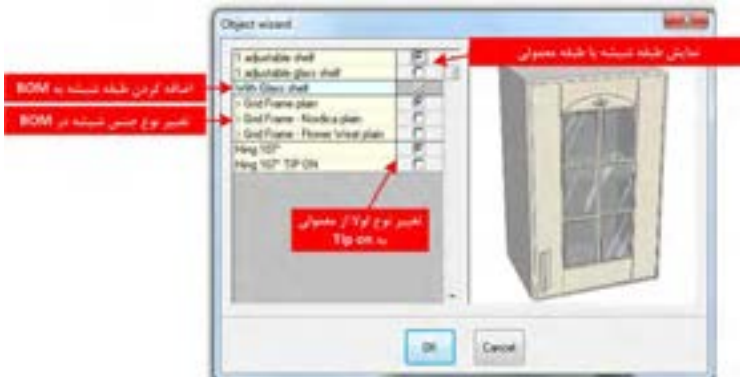 Object wizard
1 adjustable shelf
نمایش طبقه شیشه یا طبقه معمولی
1 adjustable glass shelf
With Glass shelf
اضافه کردن طبقه شیشه به BOM
- Grid Frame plain
- Grid Frame - Nordica plain
تغییر نوع جنس شیشه در BOM
- Grid Frame - Flower Wreat plain
Hing 107°
Hing 107° TIP ON
تغییر نوع لولا از معمولی
به Tip on
OK
Cancel